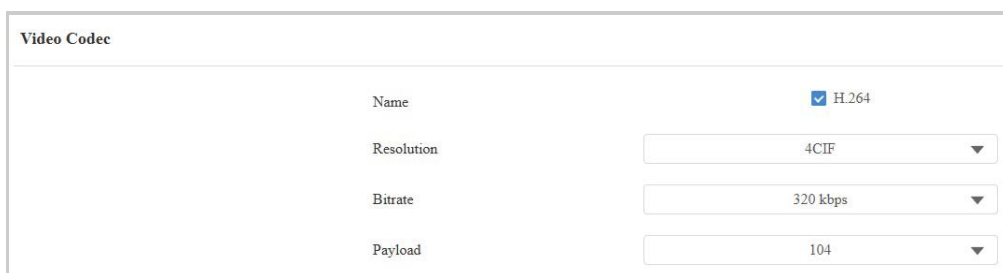 Video Codec
Name H.264
Resolution 4CIF
Bitrate 320 kbps
Payload 104